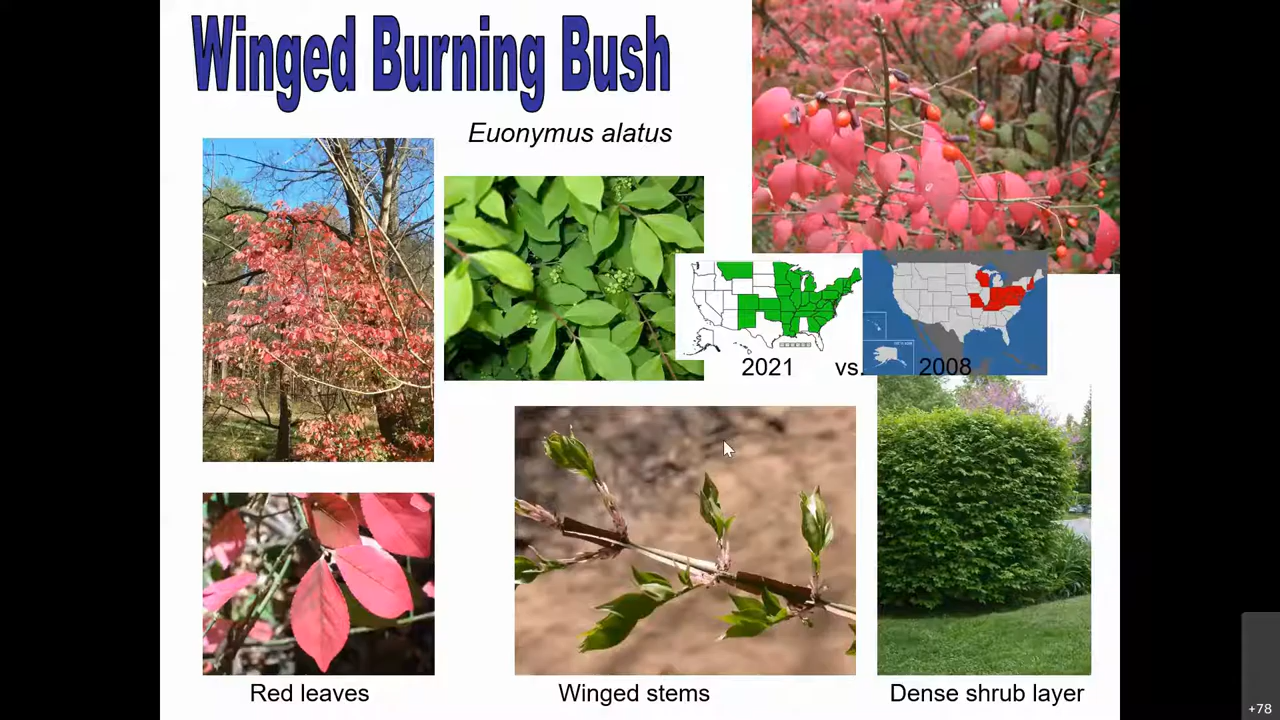 Winged Burning Bush
Euonymus alatus
2021 vs. 2008
Red leaves
Winged stems
Dense shrub layer
+78